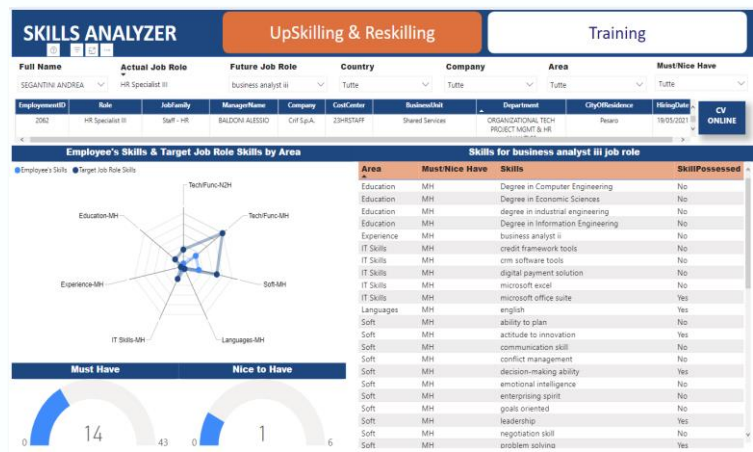 SKILLS ANALYZER
UpSkilling & Reskilling
Training
Full Name
Actual Job Role
Future Job Role
Country
Company
Area
Must/Nice Have
SEGANTINI ANDREA
HR Specialist III
business analyst iii
Tutte
Tutte
Tutte
Tutte
EmployementID Role JobFamily ManagerName Company CostCenter BusinessUnit Department CityOfResidence HiringDate
2062 HR Specialist III Staff - HR BALDONI ALESSIO Crif S.p.A. 23HRSTAFF Shared Services ORGANIZATIONAL TECH Pesaro 19/05/2021
PROJECT MGMT & HR
CV
ONLINE
Employee's Skills & Target Job Role Skills by Area
Employee's Skills Target Job Role Skills
Tech/Func-N2H
Education-MH
Tech/Func-MH
Experience-MH
Soft-MH
IT Skills-MH
Languages-MH
Must Have
0 14 43
Nice to Have
0 1 6
Skills for business analyst iii job role
Area Must/Nice Have Skills SkillPossessed
Education MH Degree in Computer Engineering No
Education MH Degree in Economic Sciences No
Education MH degree in industrial engineering No
Education MH Degree in Information Engineering No
Experience MH business analyst ii No
IT Skills MH credit framework tools No
IT Skills MH crm software tools No
IT Skills MH digital payment solution No
IT Skills MH microsoft excel No
IT Skills MH microsoft office suite Yes
Languages MH english Yes
Soft MH ability to plan No
Soft MH actitude to innovation Yes
Soft MH communication skill No
Soft MH conflict management No
Soft MH decision-making ability Yes
Soft MH emotional intelligence No
Soft MH enterprising spirit No
Soft MH goals oriented No
Soft MH leadership Yes
Soft MH negotiation skill No
Soft MH problem solving Yes